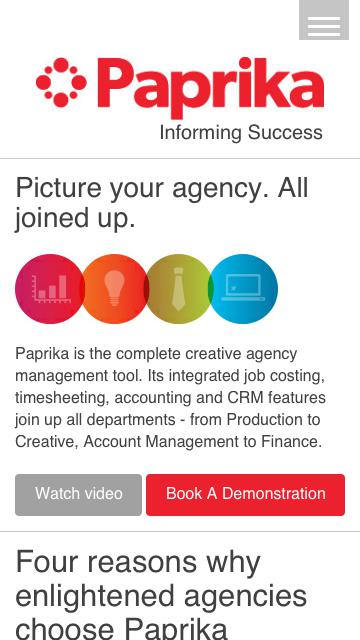 Paprika
Informing Success
Picture your agency. All
joined up.
Paprika is the complete creative agency
management tool. Its integrated job costing,
timesheeting, accounting and CRM features
join up all departments - from Production to
Creative, Account Management to Finance.
Watch video
Book A Demonstration
Four reasons why
enlightened agencies
choose Paprika